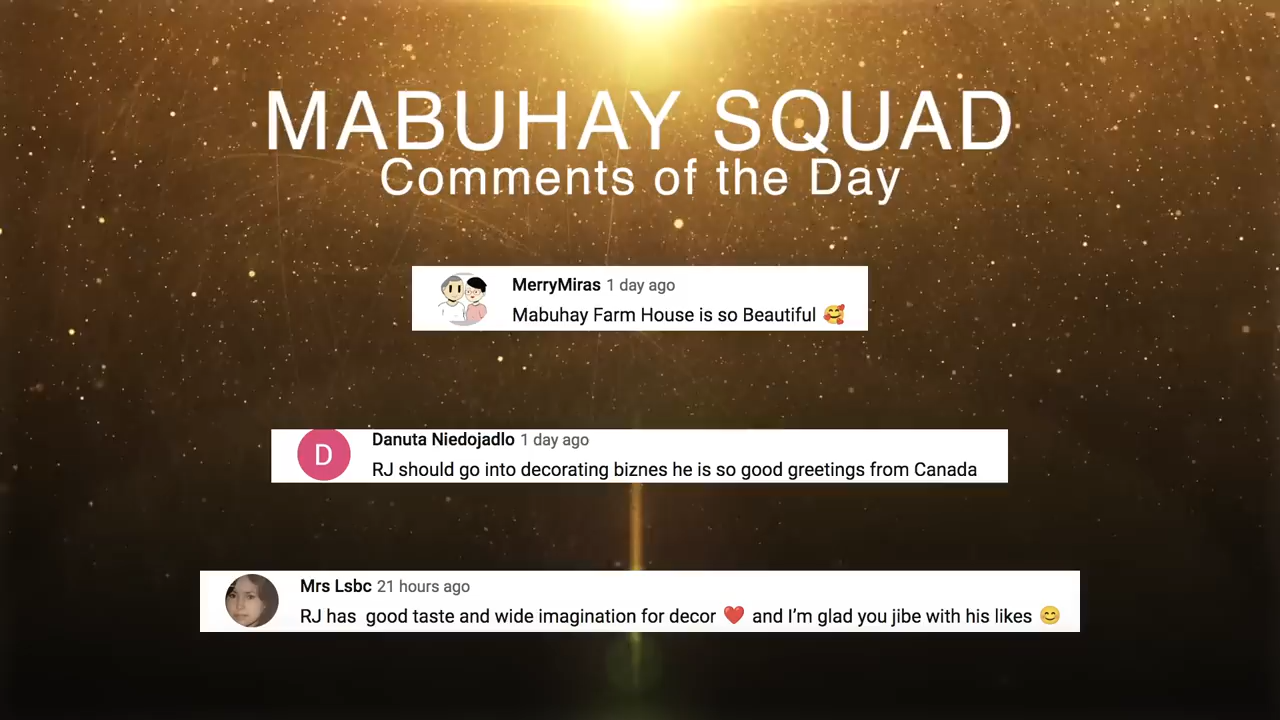 MABUHAY SQUAD
Comments of the Day
MerryMiras 1 day ago
Mabuhay Farm House is so Beautiful 🥰
D
Danuta Niedojadlo 1 day ago
RJ should go into decorating biznes he is so good greetings from Canada
Mrs Lsbc 21 hours ago
RJ has  good taste and wide imagination for decor ❤️ and I’m glad you jibe with his likes 😊